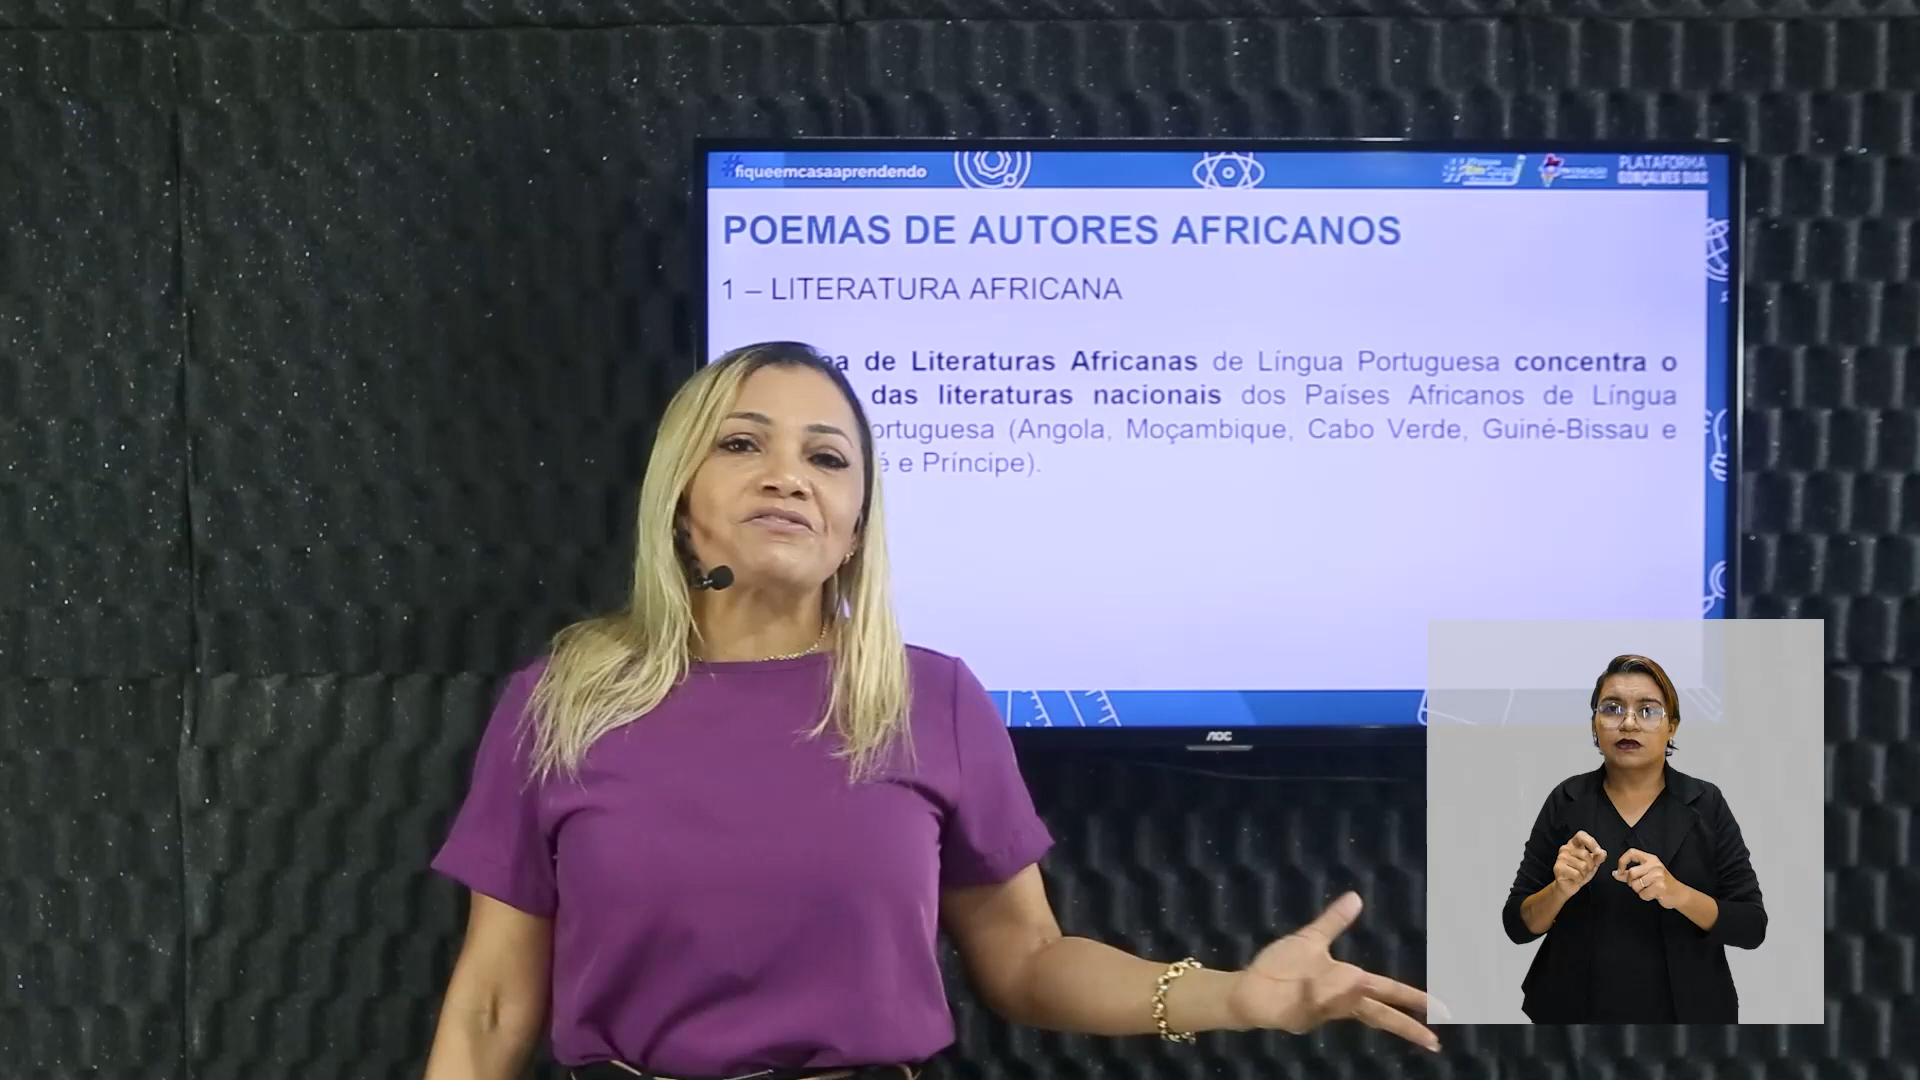 #fiqueemcasaaprendendo
PLATAFORMA
GONÇALVES DIAS
POEMAS DE AUTORES AFRICANOS
1 – LITERATURA AFRICANA
de Literaturas Africanas de Língua Portuguesa concentra o
das literaturas nacionais dos Países Africanos de Língua
ortuguesa (Angola, Moçambique, Cabo Verde, Guiné-Bissau e
é e Príncipe).
AOC